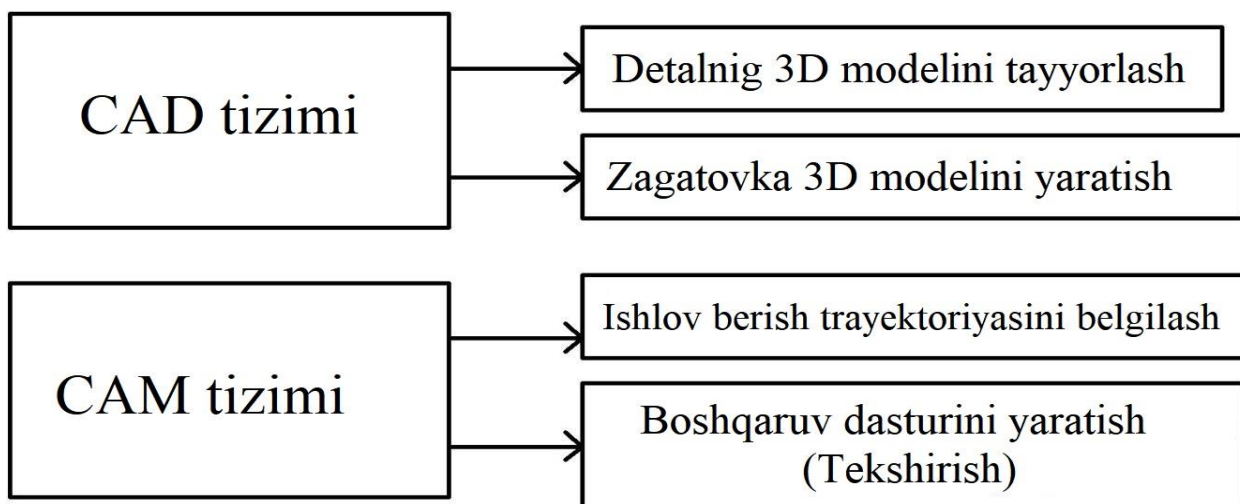 CAD tizimi
Detalnig 3D modelini tayyorlash
Zagatovka 3D modelini yaratish
CAM tizimi
Ishlov berish trayektoriyasini belgilash
Boshqaruv dasturini yaratish
(Tekshirish)